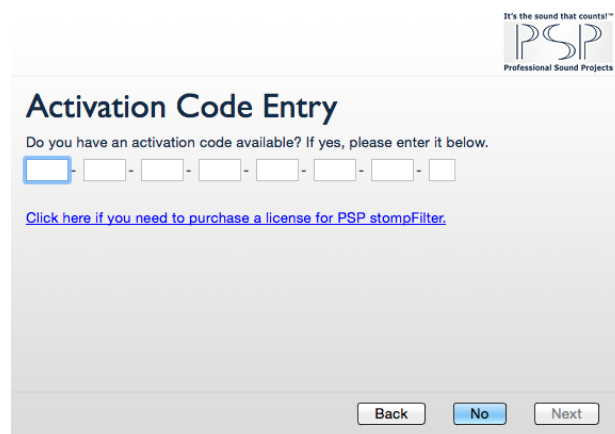 It's the sound that counts!™
PSP
Professional Sound Projects
Activation Code Entry
Do you have an activation code available? If yes, please enter it below.
- - - - - - -
Click here if you need to purchase a license for PSP stompFilter.
Back No Next